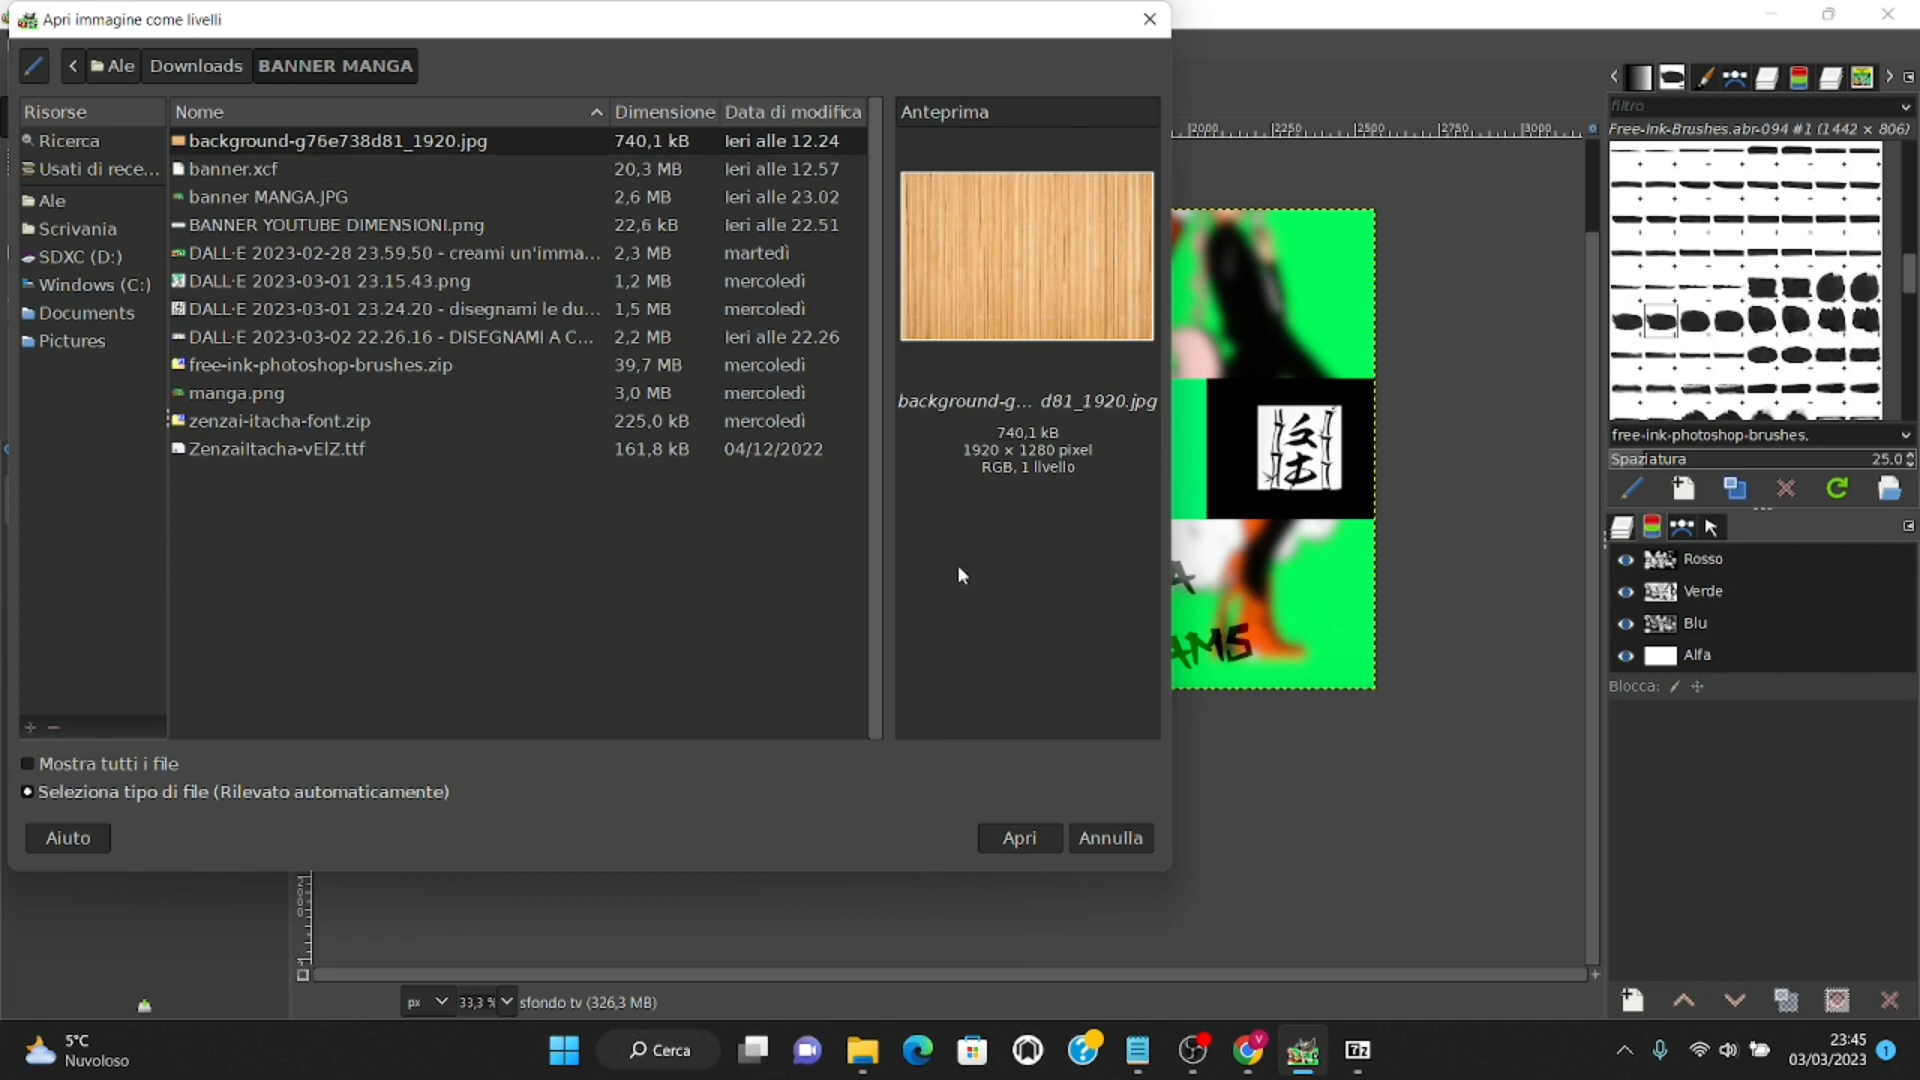 Apri immagine come livelli
Ale
Downloads
BANNER MANGA
Risorse
Ricerca
Usati di rece...
Ale
Scrivania
SDXC (D:)
Windows (C:)
Documents
Pictures
Nome Dimensione Data di modifica
background-g76e738d81_1920.jpg 740,1 kB Ieri alle 12.24
banner.xcf 20,3 MB Ieri alle 12.57
banner MANGA.JPG 2,6 MB Ieri alle 23.02
BANNER YOUTUBE DIMENSIONI.png 22,6 kB Ieri alle 22.51
DALL·E 2023-02-28 23.59.50 - creami un'imma... 2,3 MB martedì
DALL·E 2023-03-01 23.15.43.png 1,2 MB mercoledì
DALL·E 2023-03-01 23.24.20 - disegnami le du... 1,5 MB mercoledì
DALL·E 2023-03-02 22.26.16 - DISEGNAMI A C... 2,2 MB Ieri alle 22.26
free-ink-photoshop-brushes.zip 39,7 MB mercoledì
manga.png 3,0 MB mercoledì
zenzai-itacha-font.zip 225,0 kB mercoledì
ZenzaiItacha-vElZ.ttf 161,8 kB 04/12/2022
Anteprima
background-g... d81_1920.jpg
740,1 kB
1920 × 1280 pixel
RGB, 1 livello
Mostra tutti i file
Seleziona tipo di file (Rilevato automaticamente)
Aiuto
Apri
Annulla
2000 2250 2500 2750 3000
A
AMS
filtro
Free-Ink-Brushes.abr-094 #1 (1442 × 806)
free-ink-photoshop-brushes.
Spaziatura 25.0
Rosso
Verde
Blu
Alfa
Blocca:
px 33,3 % sfondo tv (326,3 MB)
5°C
Nuvoloso
Cerca
23:45
03/03/2023
1